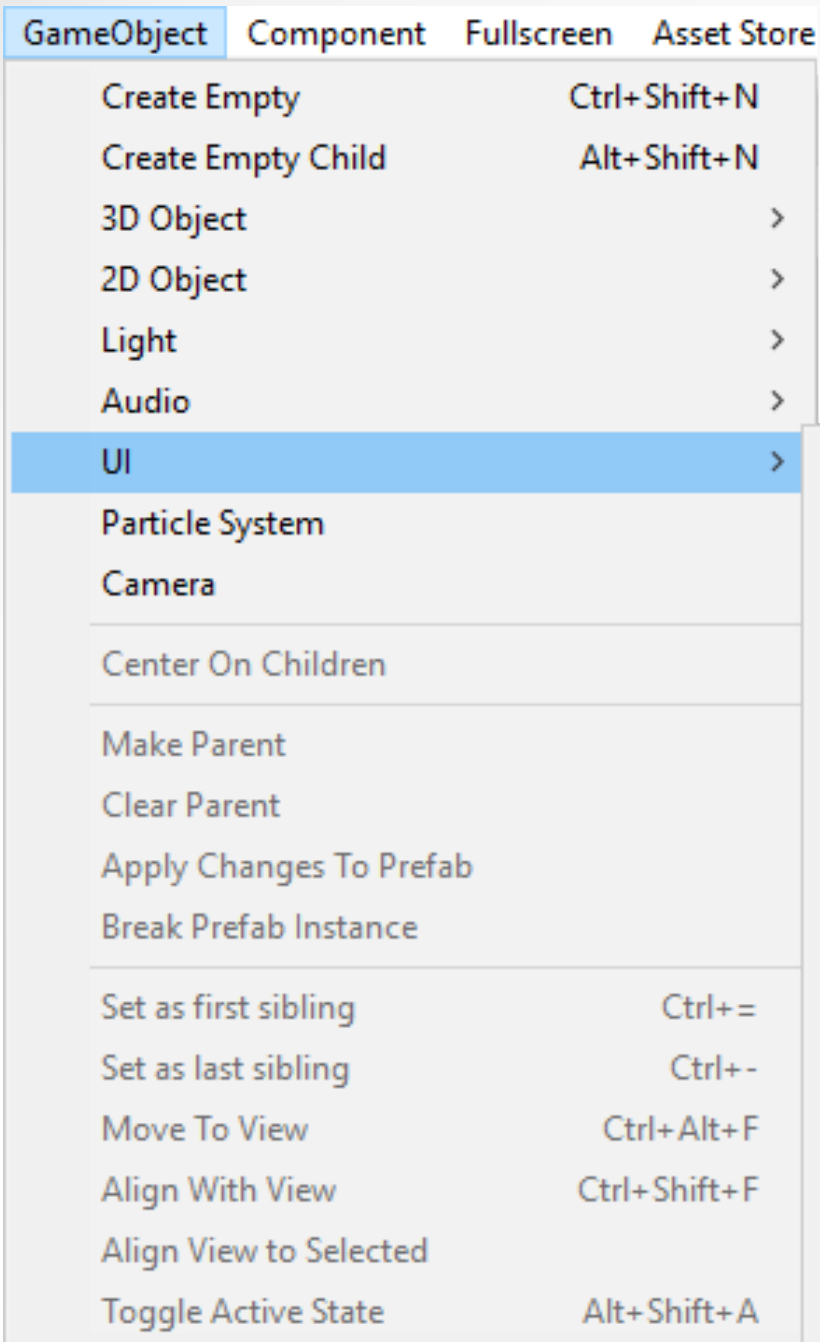 GameObject Component Fullscreen Asset Store
Create Empty Ctrl+Shift+N
Create Empty Child Alt+Shift+N
3D Object >
2D Object >
Light >
Audio >
UI >
Particle System
Camera
Center On Children
Make Parent
Clear Parent
Apply Changes To Prefab
Break Prefab Instance
Set as first sibling Ctrl+=
Set as last sibling Ctrl+-
Move To View Ctrl+Alt+F
Align With View Ctrl+Shift+F
Align View to Selected
Toggle Active State Alt+Shift+A